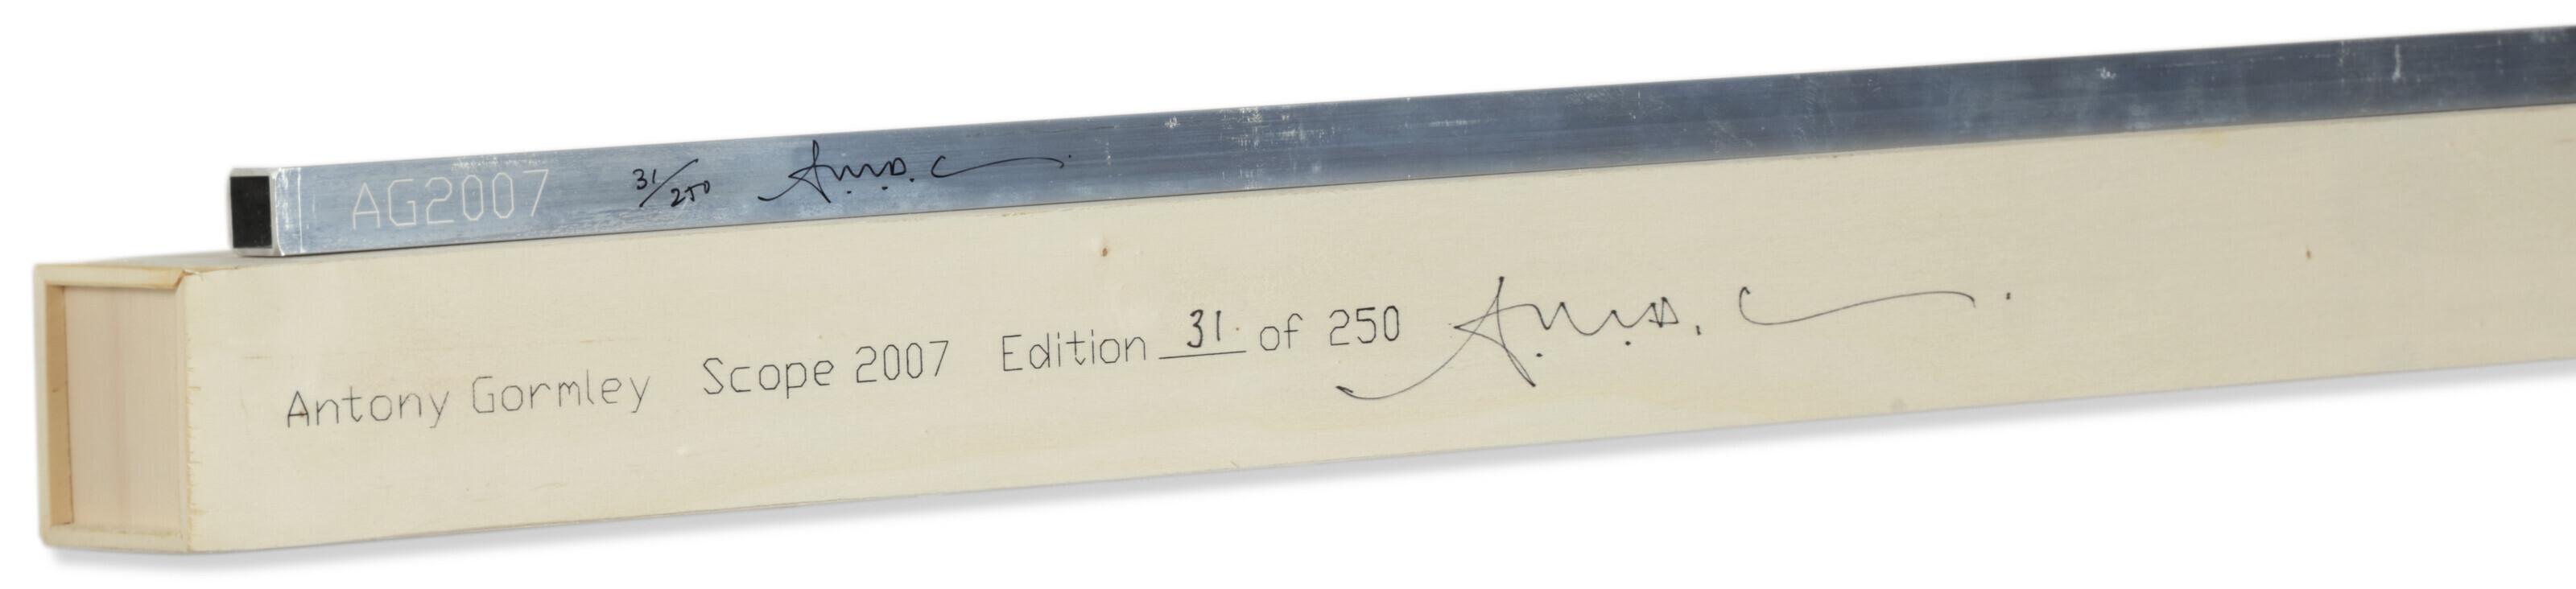 AG2007 31/250 A.M.D. G
Antony Gormley Scope 2007 Edition 31 of 250 A.M.D. G